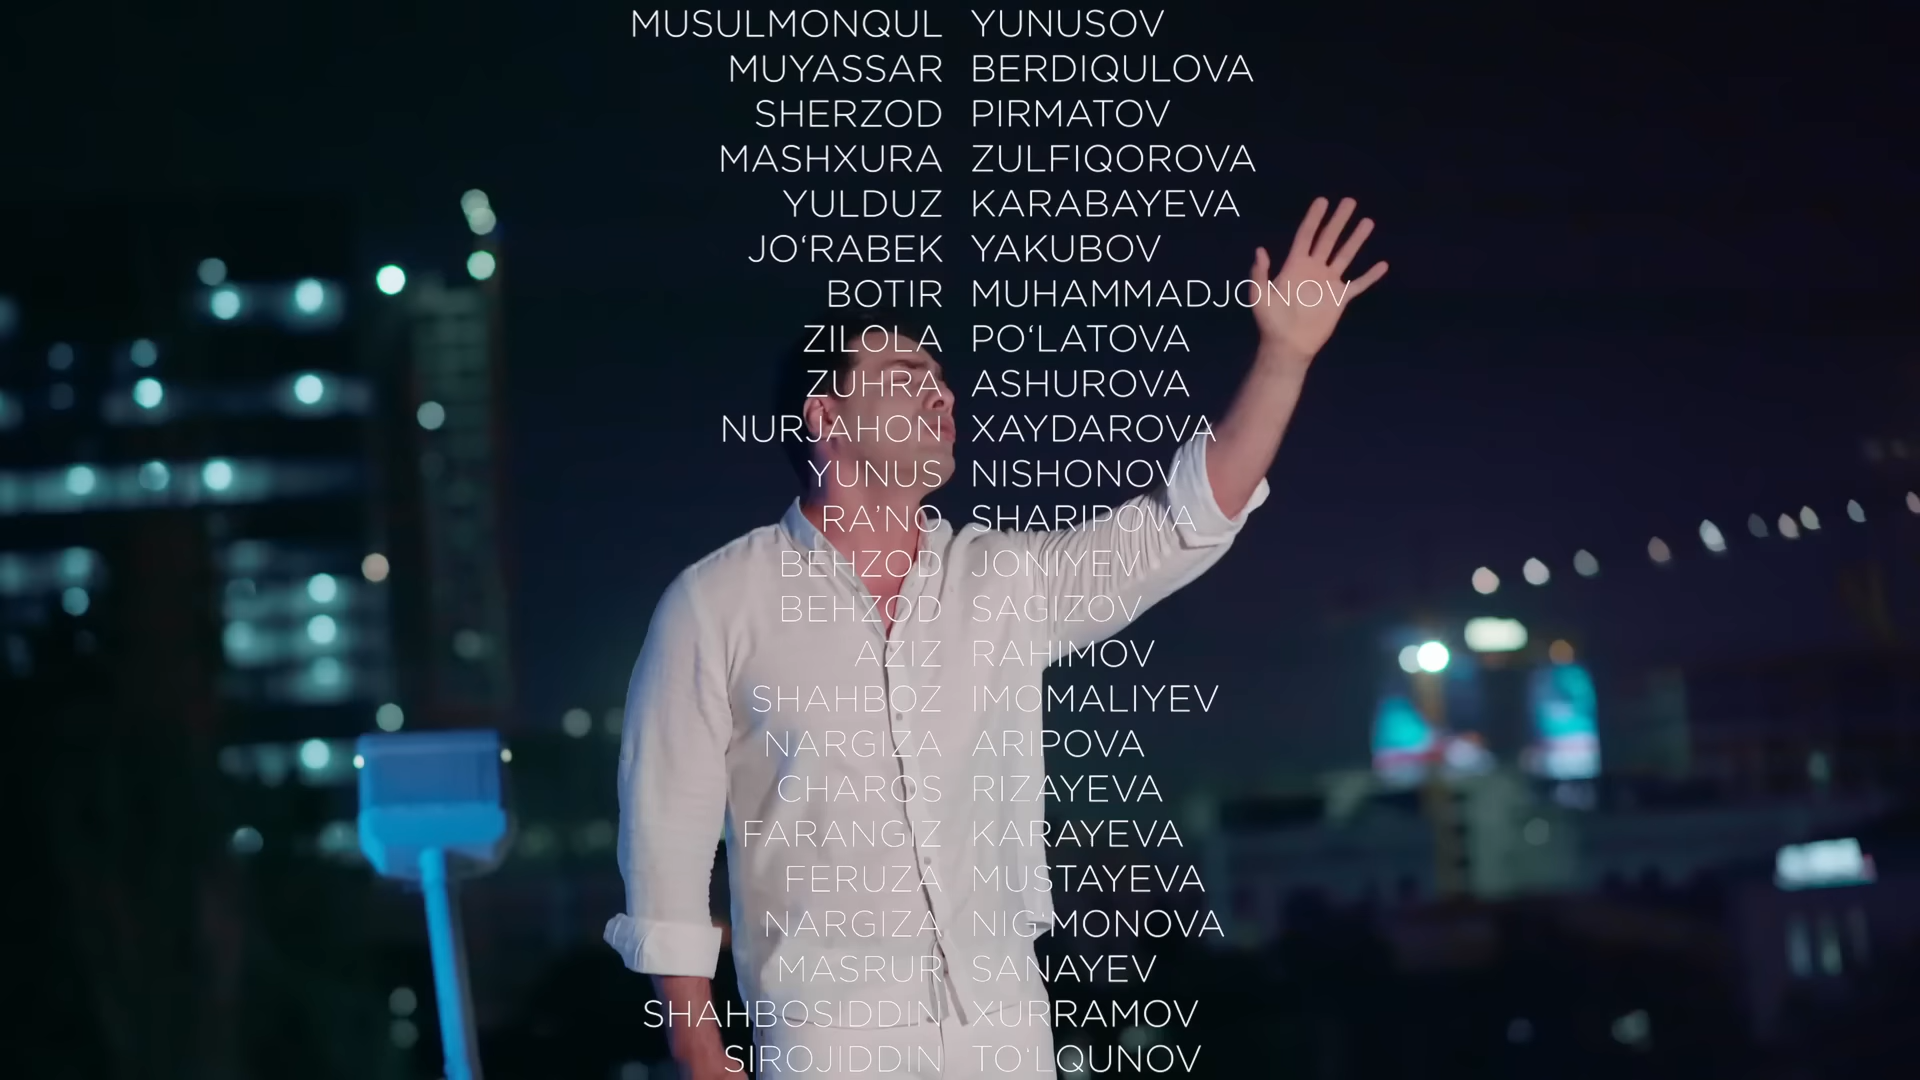 MUSULMONQUL YUNUSOV
MUYASSAR BERDIQULOVA
SHERZOD PIRMATOV
MASHXURA ZULFIQOROVA
YULDUZ KARABAYEVA
JO‘RABEK YAKUBOV
BOTIR MUHAMMADJONOV
ZILOLA PO‘LATOVA
ZUHRA ASHUROVA
NURJAHON XAYDAROVA
YUNUS NISHONOV
RA’NO SHARIPOVA
BEHZOD JONIYEV
BEHZOD SAGIZOV
AZIZ RAHIMOV
SHAHBOZ IMOMALIYEV
NARGIZA ARIPOVA
CHAROS RIZAYEVA
FARANGIZ KARAYEVA
FERUZA MUSTAYEVA
NARGIZA NIG‘MONOVA
MASRUR SANAYEV
SHAHBOSIDDIN XURRAMOV
SIROJIDDIN TO‘LQUNOV